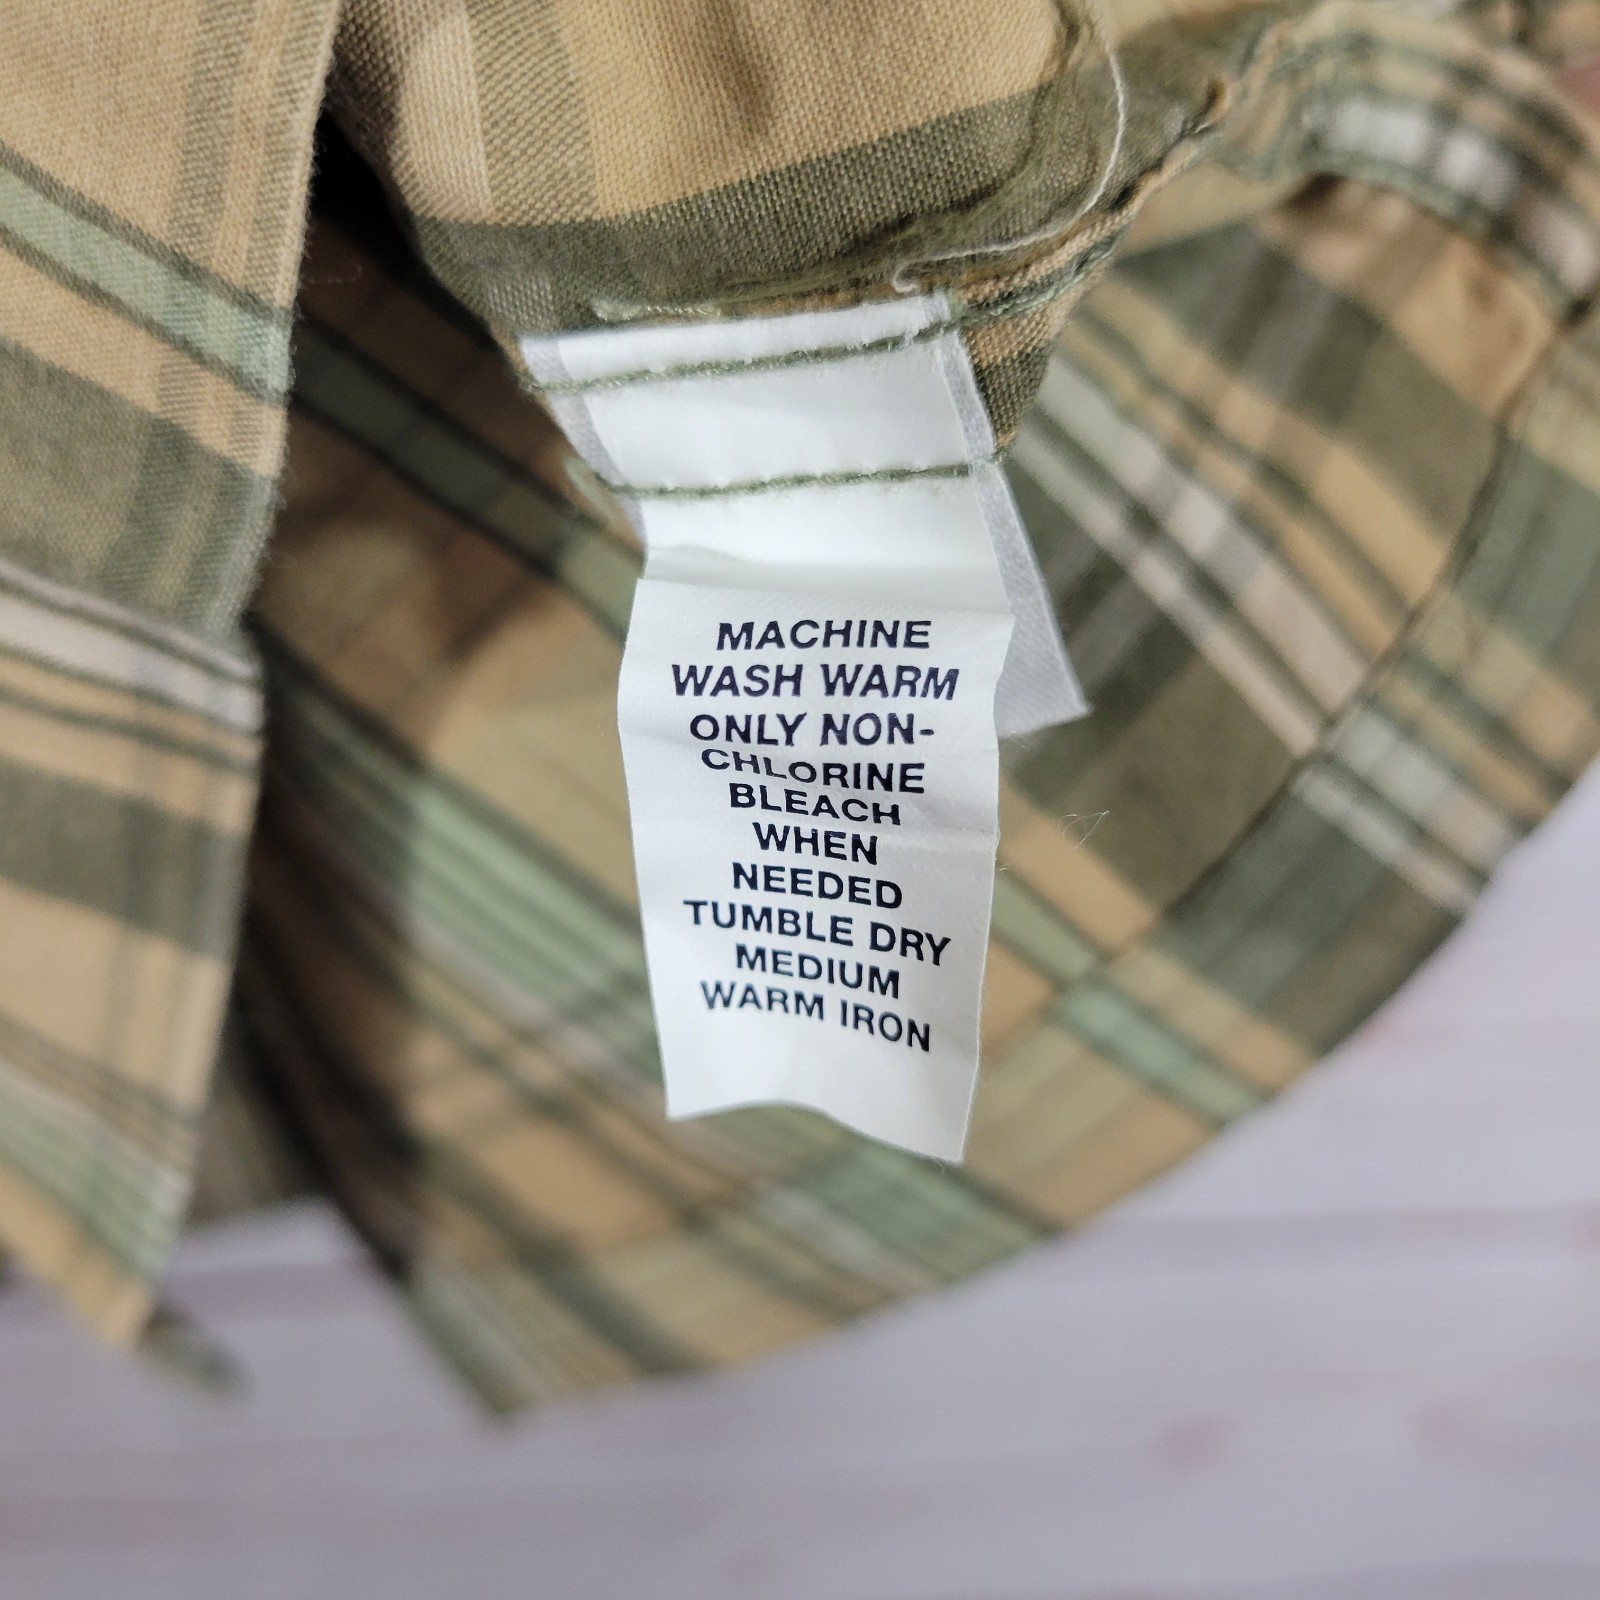 MACHINE
WASH WARM
ONLY NON-
CHLORINE
BLEACH
WHEN
NEEDED
TUMBLE DRY
MEDIUM
WARM IRON